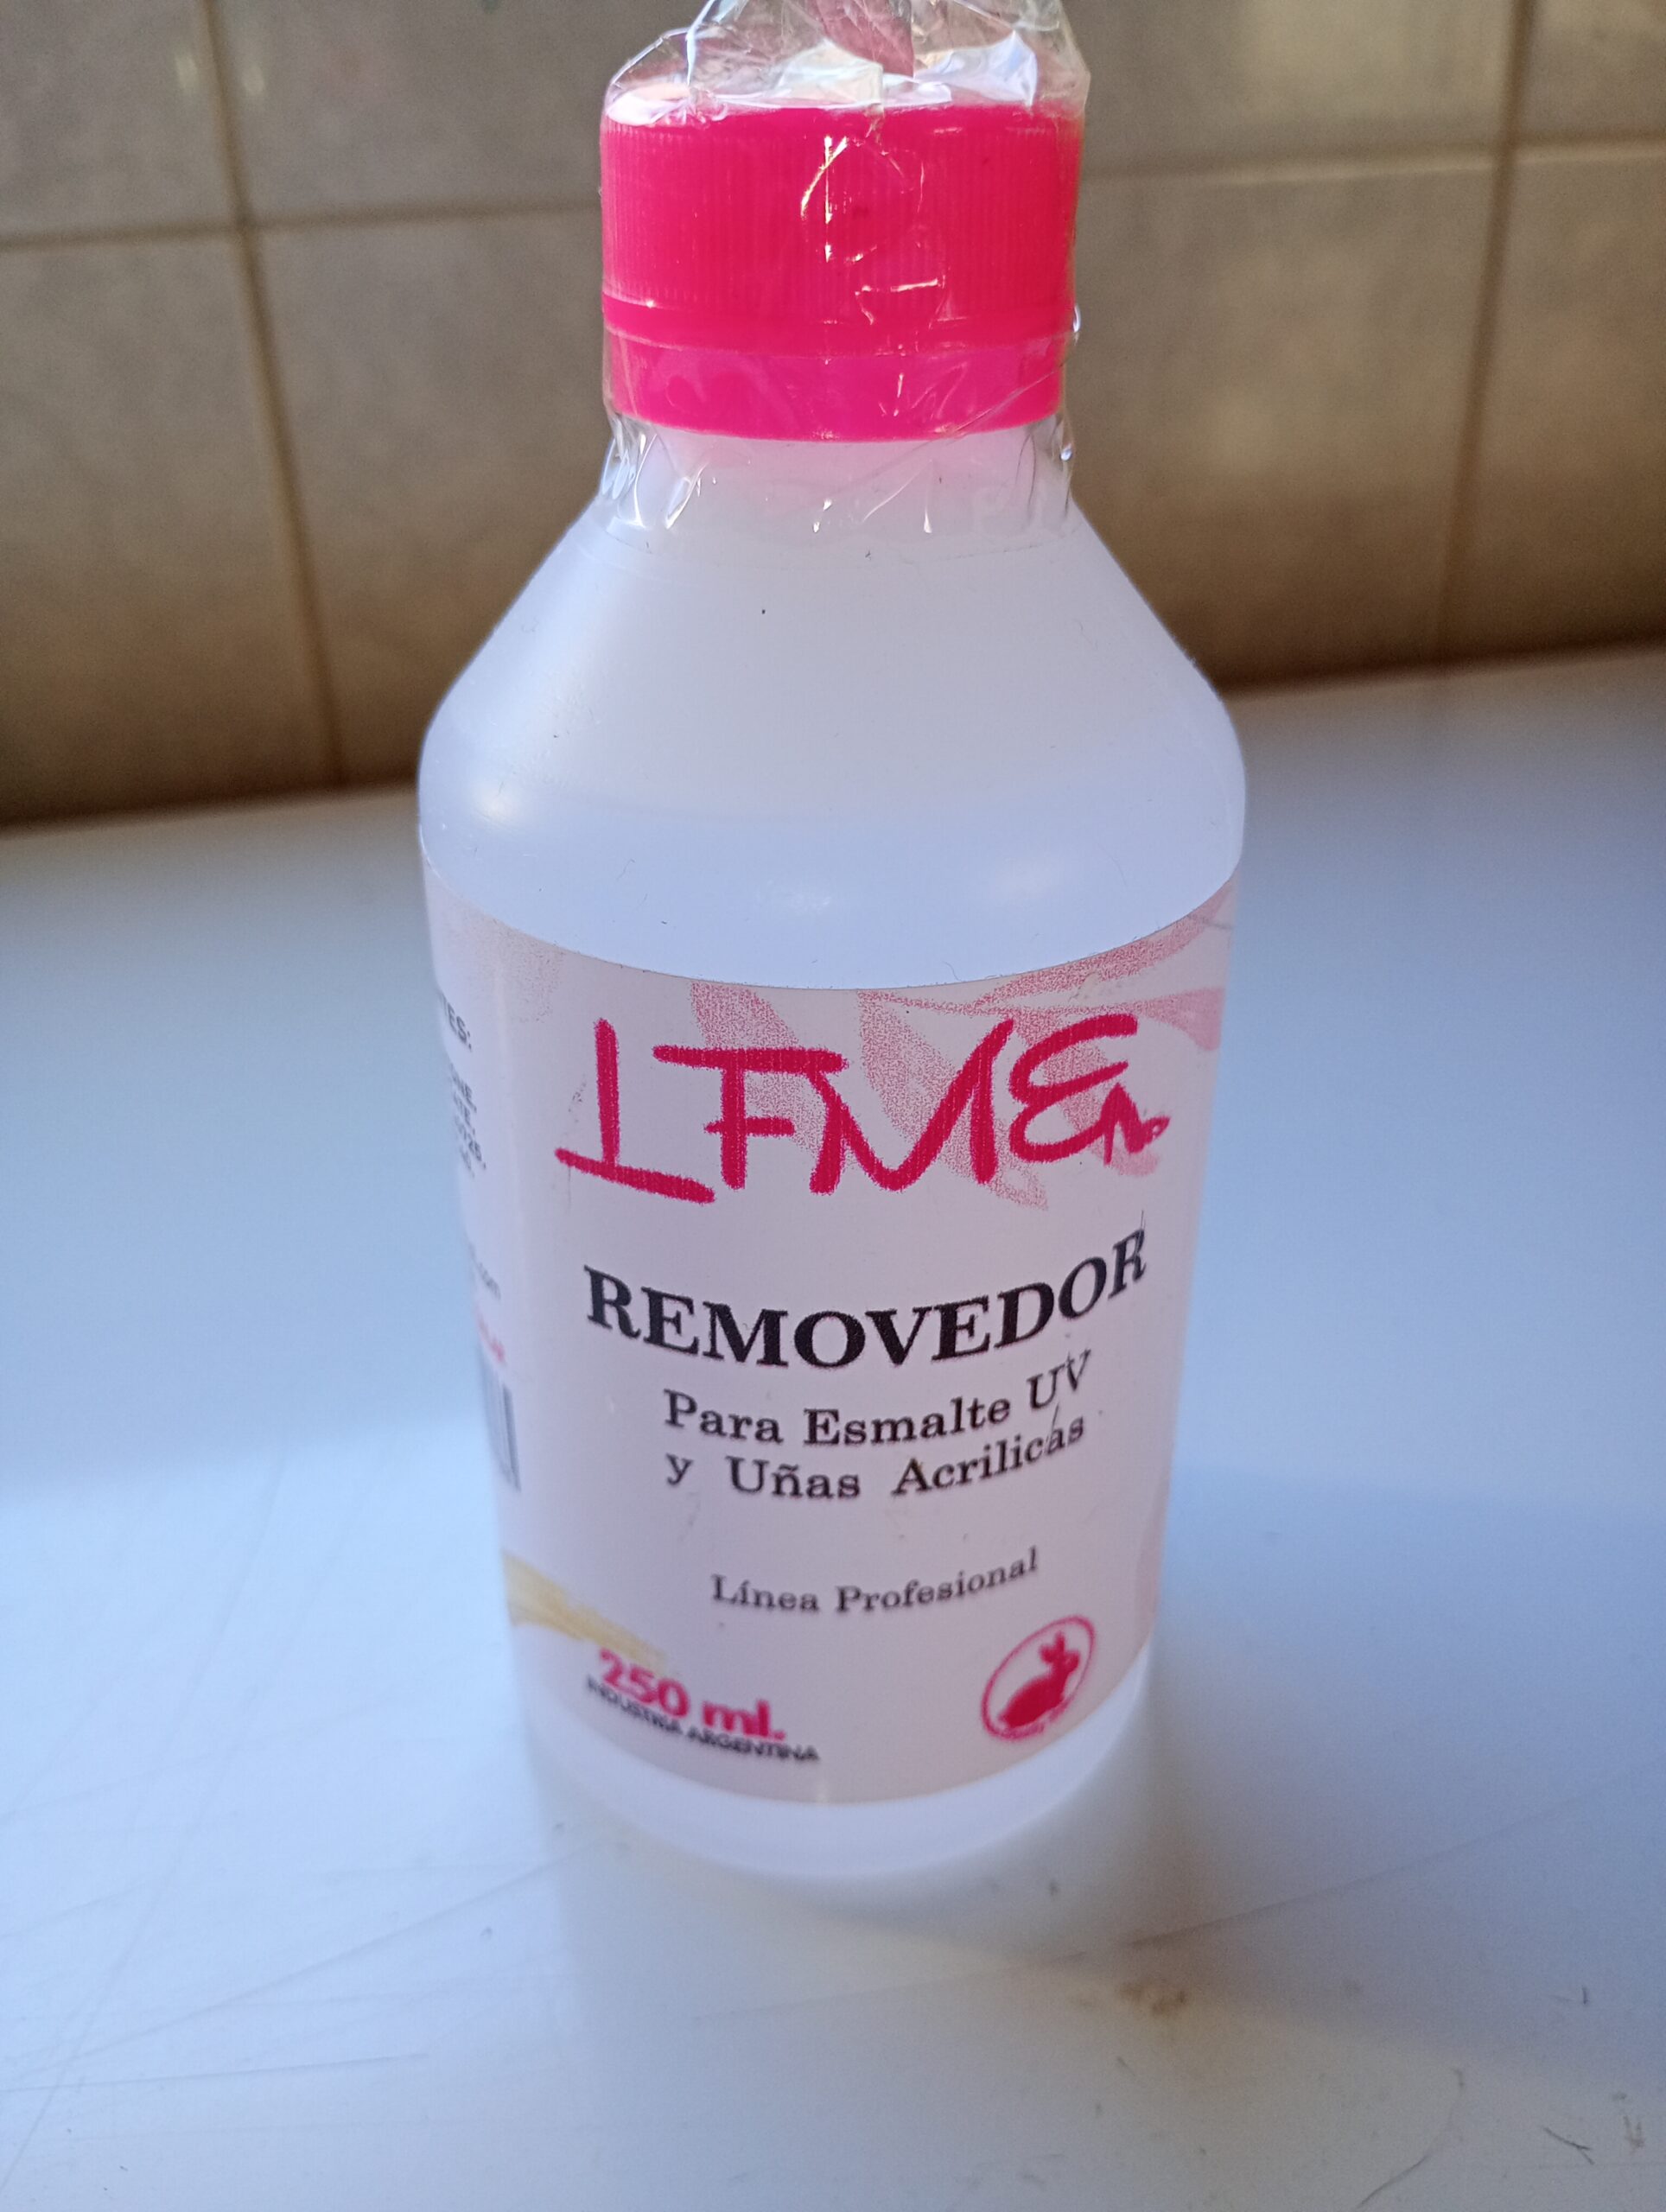 LFME
REMOVEDOR
Para Esmalte UV
y Uñas Acrilicas
Línea Profesional
250 ml.
INDUSTRIA ARGENTINA